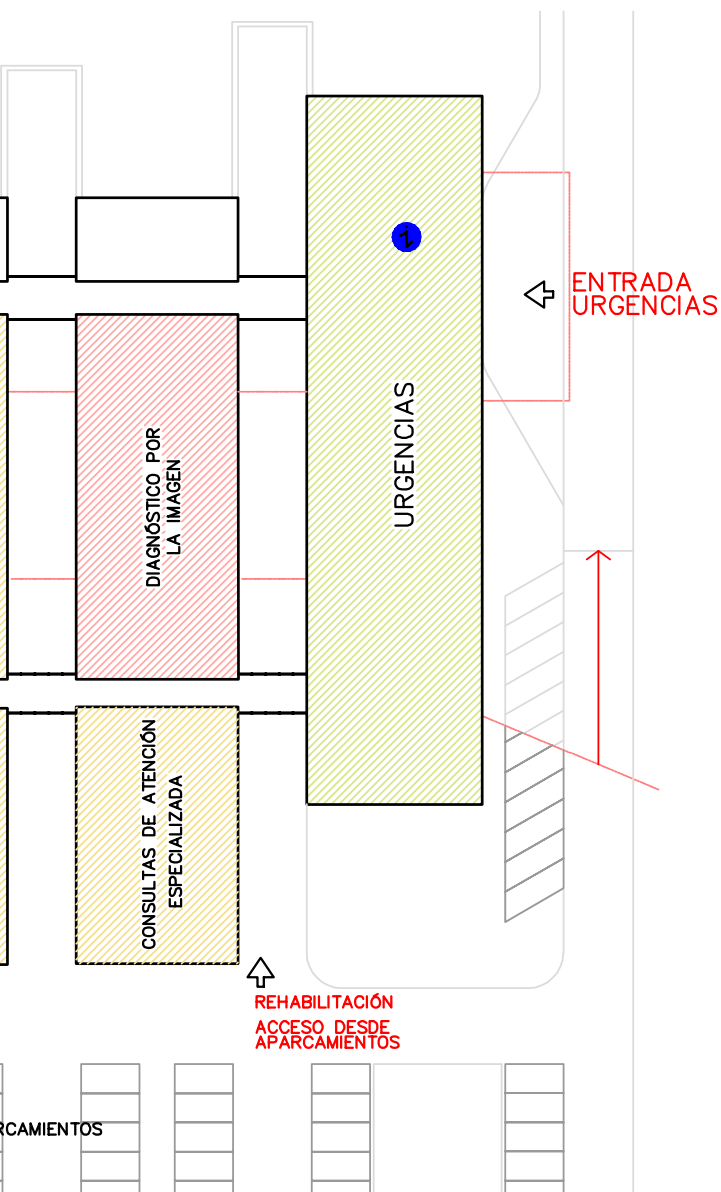 i
ENTRADA
URGENCIAS
URGENCIAS
DIAGNÓSTICO POR
LA IMAGEN
CONSULTAS DE ATENCIÓN
ESPECIALIZADA
REHABILITACIÓN
ACCESO DESDE
APARCAMIENTOS
RCAMIENTOS